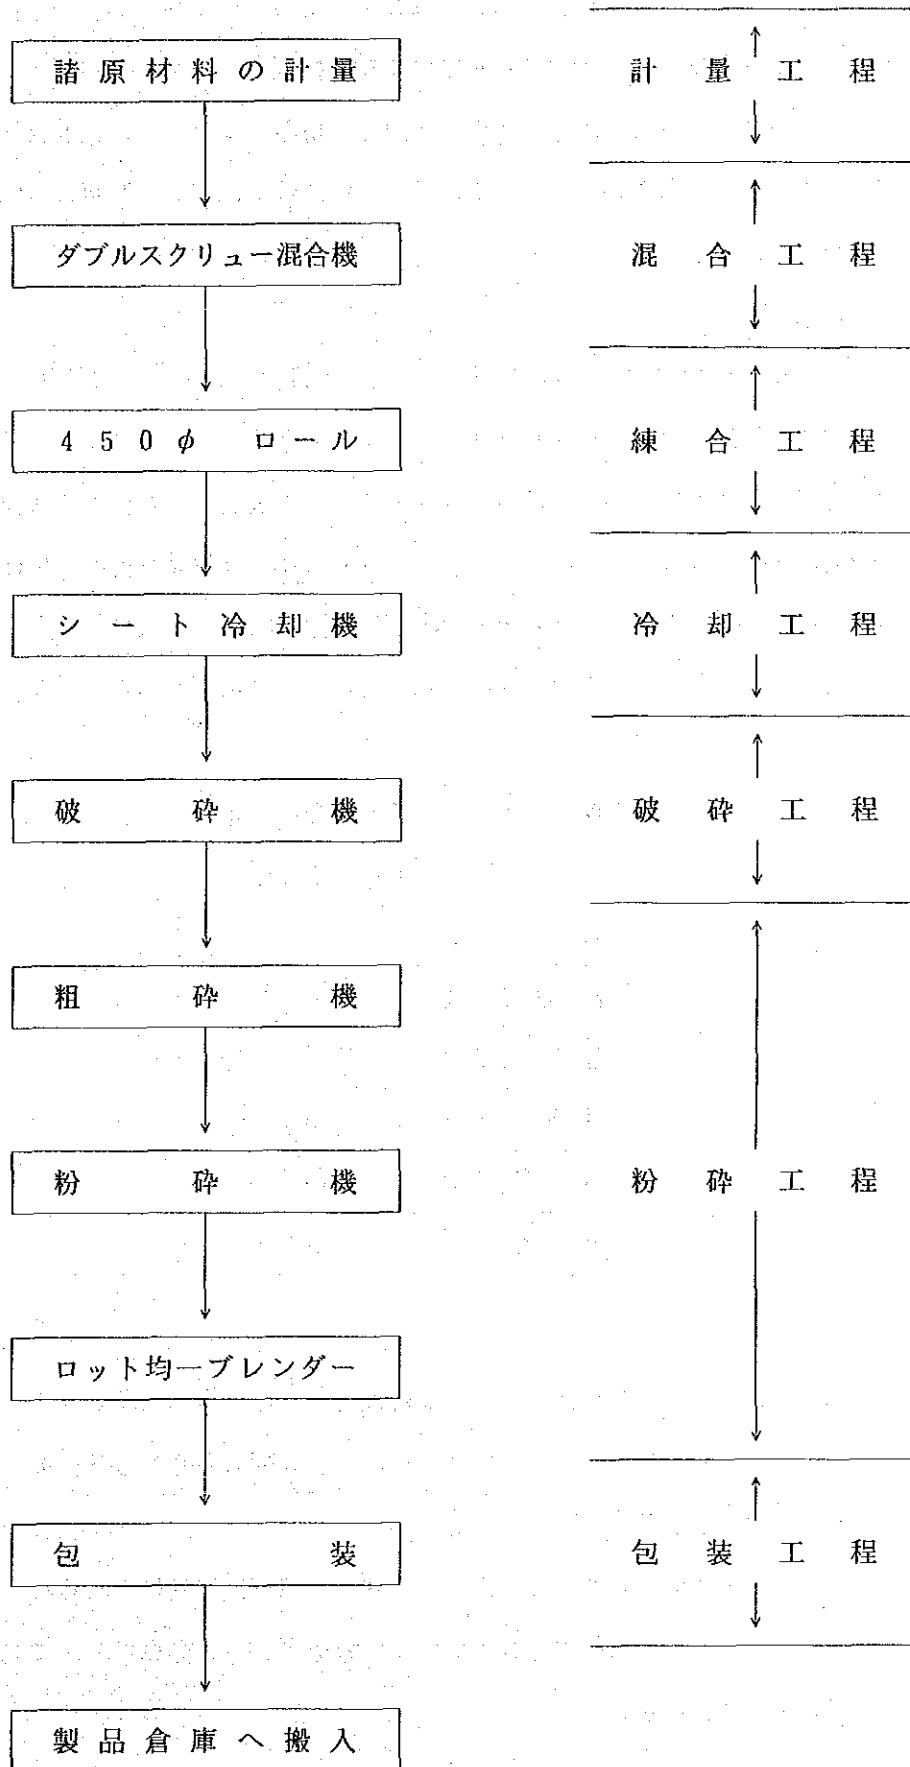 諸原材料の計量 計量工程
ダブルスクリュー混合機 混合工程
450φ ロール 練合工程
シート冷却機 冷却工程
破砕機 破砕工程
粗砕機
粉砕機 粉砕工程
ロット均一ブレンダー
包装 包装工程
製品倉庫へ搬入